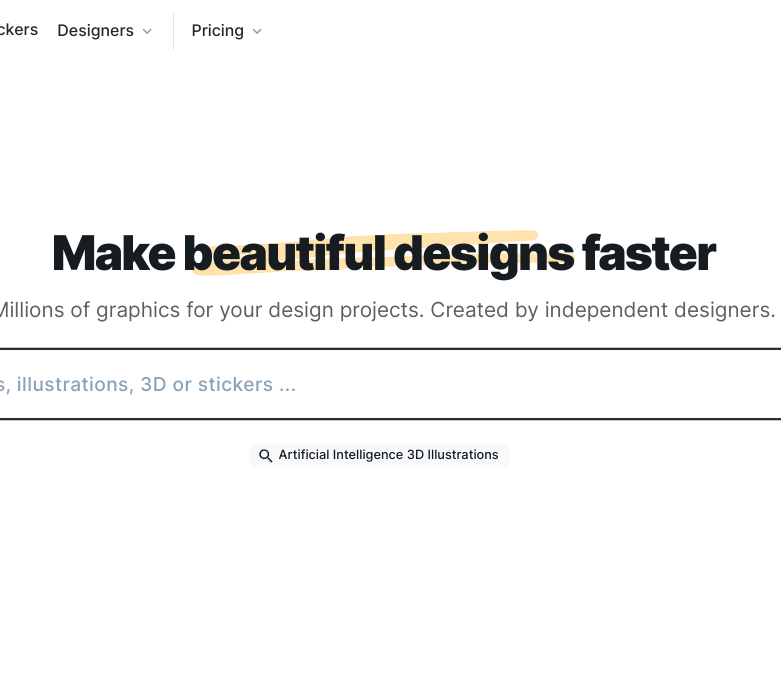 ckers Designers Pricing
Make beautiful designs faster
Millions of graphics for your design projects. Created by independent designers.
s, illustrations, 3D or stickers ...
Artificial Intelligence 3D Illustrations